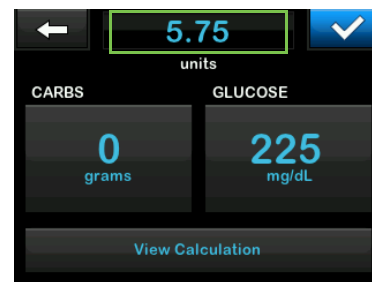 5.75
units
CARBS GLUCOSE
0 225
grams mg/dL
View Calculation